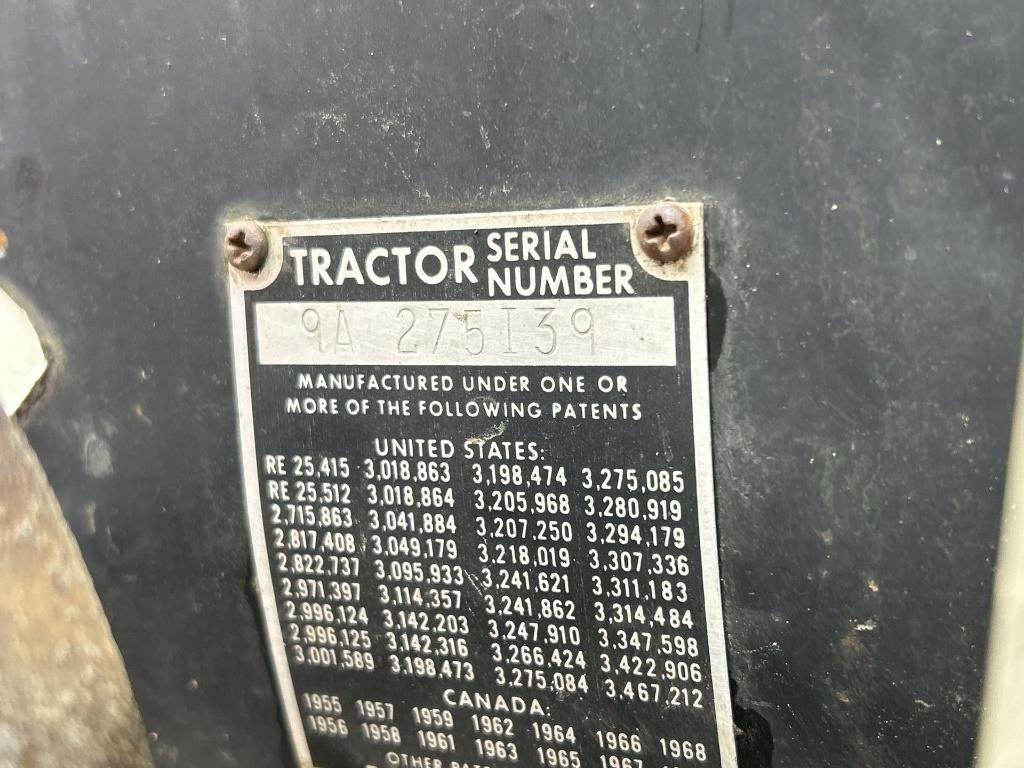 TRACTOR SERIAL NUMBER
9A 275139
MANUFACTURED UNDER ONE OR
MORE OF THE FOLLOWING PATENTS
UNITED STATES:
RE 25,415 3,018,863 3,198,474 3,275,085
RE 25,512 3,018,864 3,205,968 3,280,919
2,715,863 3,041,884 3,207,250 3,294,179
2,817,408 3,049,179 3,218,019 3,307,336
2,822,737 3,095,933 3,241,621 3,311,183
2,971,397 3,114,357 3,241,862 3,314,484
2,996,124 3,142,203 3,247,910 3,347,598
2,996,125 3,142,316 3,266,424 3,422,906
3,001,589 3,198,473 3,275,084 3,467,212
CANADA:
1955 1957 1959 1962 1964 1966 1968
1956 1958 1961 1963 1965 1967
OTHER